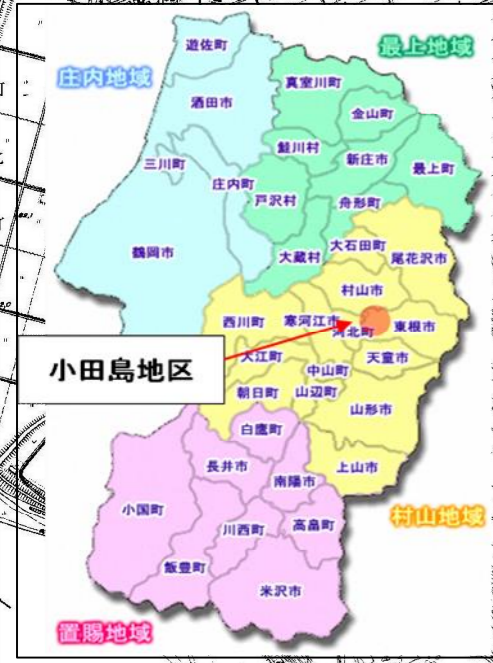 遊佐町
最上地域
庄内地域
真室川町
酒田市
金山町
鮭川村
新庄市
最上町
三川町
庄内町
戸沢村
舟形町
鶴岡市
大蔵村
大石田町
尾花沢市
村山市
西川町
寒河江市
河北町
東根市
小田島地区
大江町
天童市
中山町
朝日町
山辺町
山形市
白鷹町
長井市
南陽市
上山市
小国町
川西町
高畠町
村山地域
飯豊町
米沢市
置賜地域